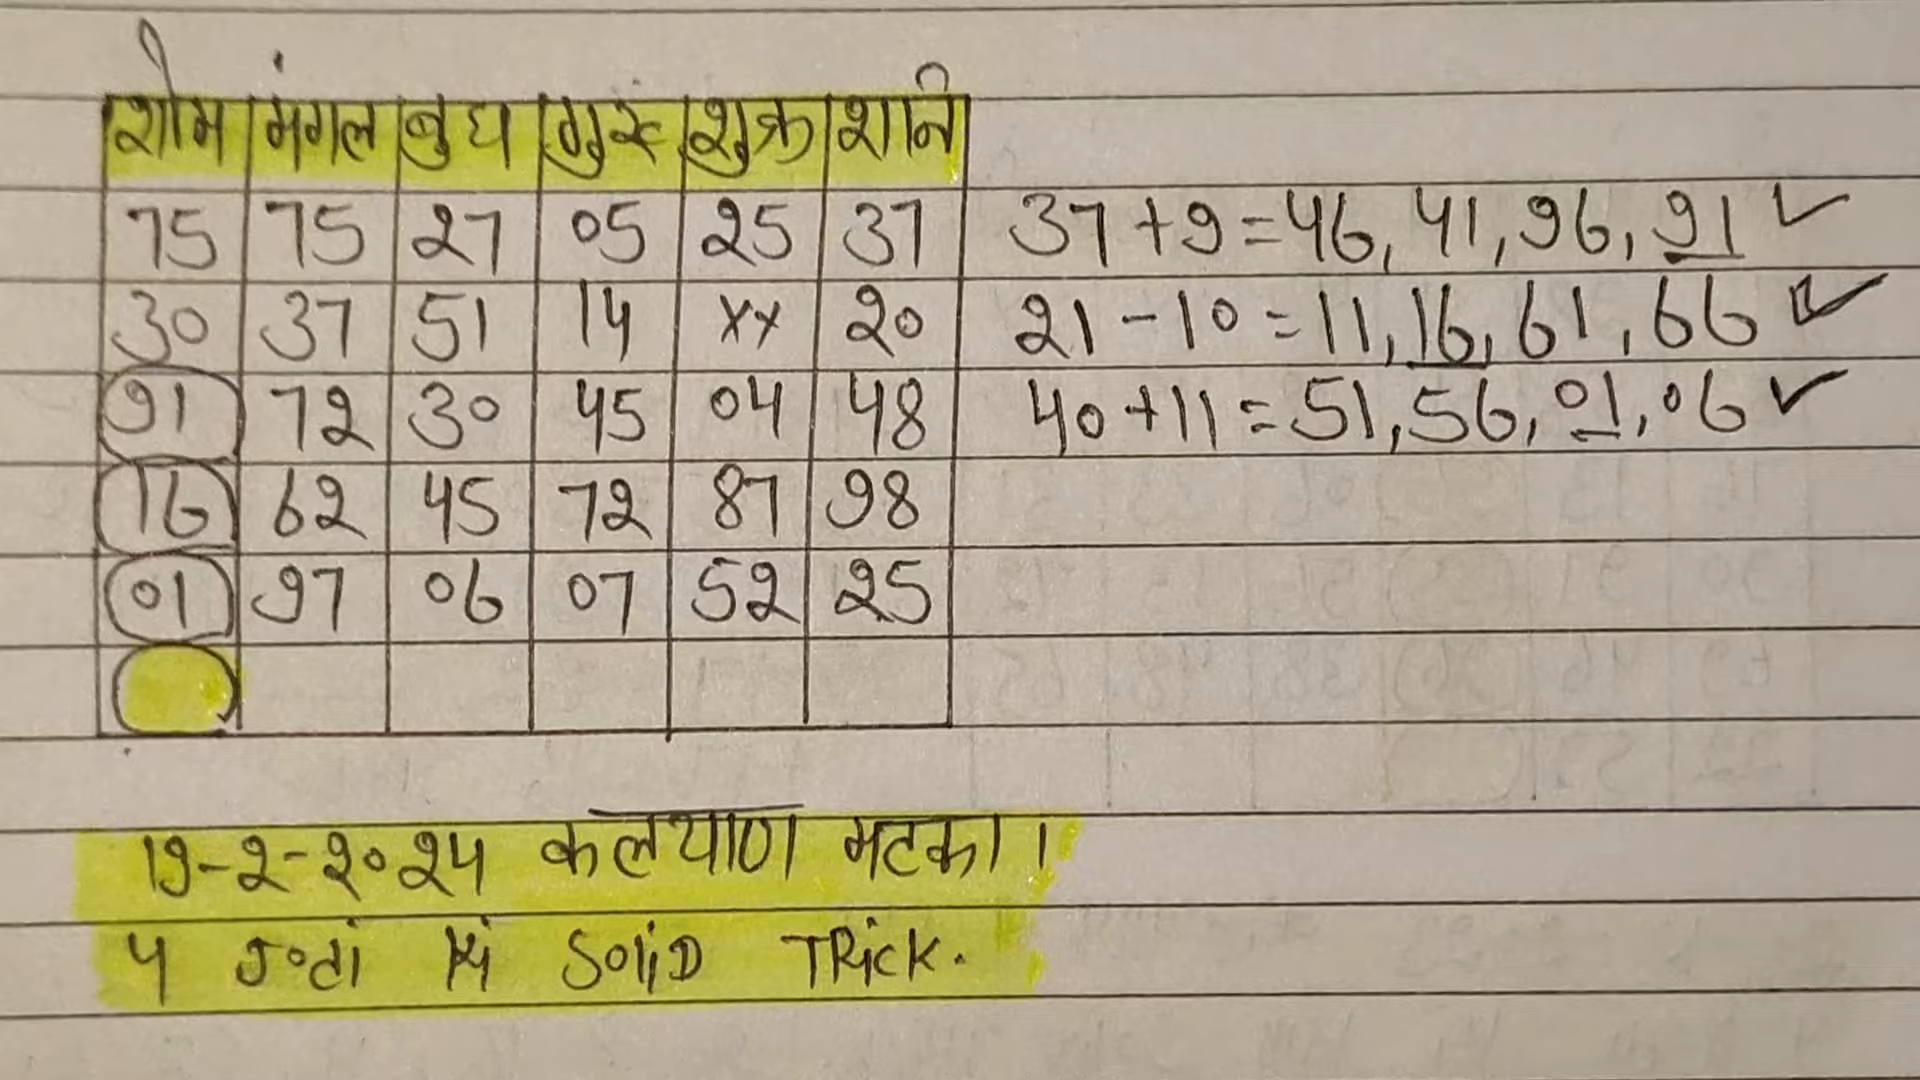 शोम मंगल बुध गुरु शुक्र शनि
75 75 27 05 25 37 37+9=46, 41, 96, 91 ✓
30 37 51 14 xx 20 21-10=11, 16, 61, 66 ✓
91 72 30 45 04 48 40+11=51, 56, 01, 06 ✓
16 62 45 72 87 98
01 97 06 07 52 25
19-2-2024 कल्याण मटका।
4 Jodi Ki SoliD TRick.